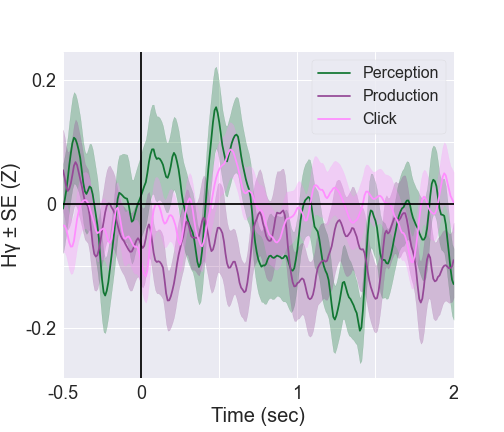 Perception
Production
Click
Hγ ± SE (Z)
0.2
0
-0.2
-0.5 0 1 2
Time (sec)